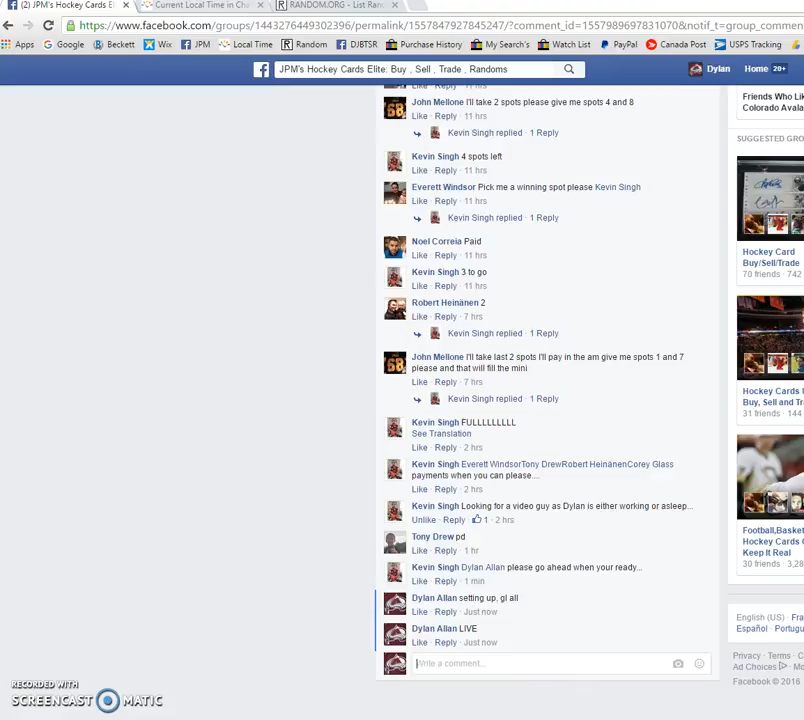 (2) JPM's Hockey Cards E
Current Local Time in Cha
RANDOM.ORG - List Ran
https://www.facebook.com/groups/1443276449302396/permalink/1557847927845247/?comment_id=1557989697831070&notif_t=group_commen
Apps Google Beckett Wix JPM Local Time Random DJBTSR Purchase History My Search's Watch List PayPal Canada Post USPS Tracking
JPM's Hockey Cards Elite. Buy , Sell , Trade , Randoms
Dylan Home 20+
Like · Reply · 11 hrs
John Mellone I'll take 2 spots please give me spots 4 and 8
Like · Reply · 11 hrs
Kevin Singh replied · 1 Reply
Kevin Singh 4 spots left
Like · Reply · 11 hrs
Everett Windsor Pick me a winning spot please Kevin Singh
Like · Reply · 11 hrs
Kevin Singh replied · 1 Reply
Noel Correia Paid
Like · Reply · 11 hrs
Kevin Singh 3 to go
Like · Reply · 11 hrs
Robert Heinänen 2
Like · Reply · 7 hrs
Kevin Singh replied · 1 Reply
John Mellone I'll take last 2 spots I'll pay in the am give me spots 1 and 7
please and that will fill the mini
Like · Reply · 7 hrs
Kevin Singh replied · 1 Reply
Kevin Singh FULLLLLLLLL
See Translation
Like · Reply · 2 hrs
Kevin Singh Everett WindsorTony DrewRobert HeinänenCorey Glass
payments when you can please....
Like · Reply · 2 hrs
Kevin Singh Looking for a video guy as Dylan is either working or asleep...
Unlike · Reply · 1 · 2 hrs
Tony Drew pd
Like · Reply · 1 hr
Kevin Singh Dylan Allan please go ahead when your ready...
Like · Reply · 1 min
Dylan Allan setting up, gl all
Like · Reply · Just now
Dylan Allan LIVE
Like · Reply · Just now
Write a comment...
Friends Who Like
Colorado Avala
SUGGESTED GRO
Hockey Card
Buy/Sell/Trade
70 friends · 742
Hockey Cards
Buy, Sell and Tr
31 friends · 144
Football,Basket
Hockey Cards
Keep It Real
30 friends · 3,28
English (US) · Fra
Español · Portugu
Privacy · Terms · C
Ad Choices · Mo
Facebook © 2016
RECORDED WITH
SCREENCAST MATIC